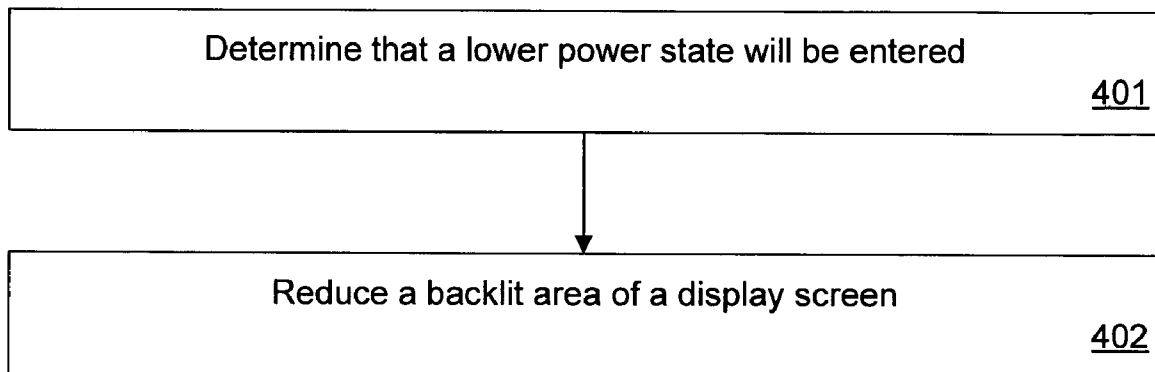 Determine that a lower power state will be entered
401
Reduce a backlit area of a display screen
402